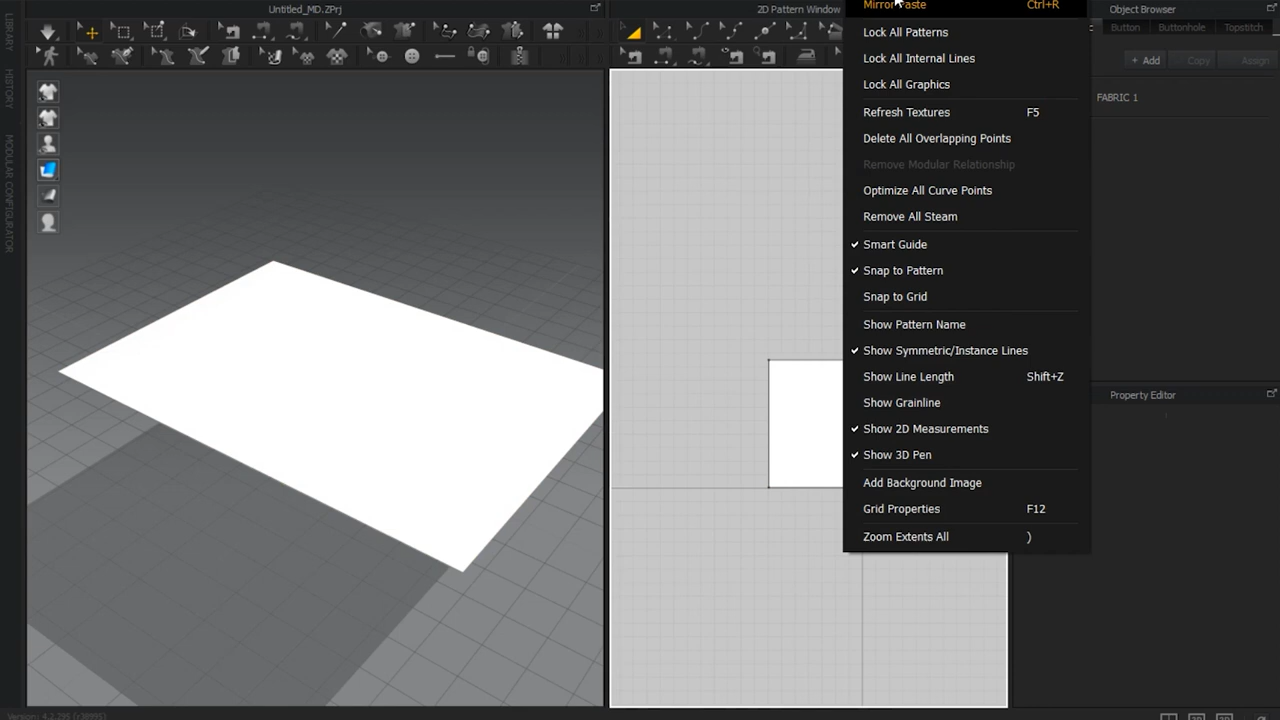 Untitled_MD.ZPrj
2D Pattern Window
Mirror Paste Ctrl+R
Object Browser
Button Buttonhole Topstitch
+ Add Copy Assign
FABRIC 1
Lock All Patterns
Lock All Internal Lines
Lock All Graphics
Refresh Textures F5
Delete All Overlapping Points
Remove Modular Relationship
Optimize All Curve Points
Remove All Steam
Smart Guide
Snap to Pattern
Snap to Grid
Show Pattern Name
Show Symmetric/Instance Lines
Show Line Length Shift+Z
Show Grainline
Show 2D Measurements
Show 3D Pen
Add Background Image
Grid Properties F12
Zoom Extents All )
Property Editor
LIBRARY
HISTORY
MODULAR CONFIGURATOR